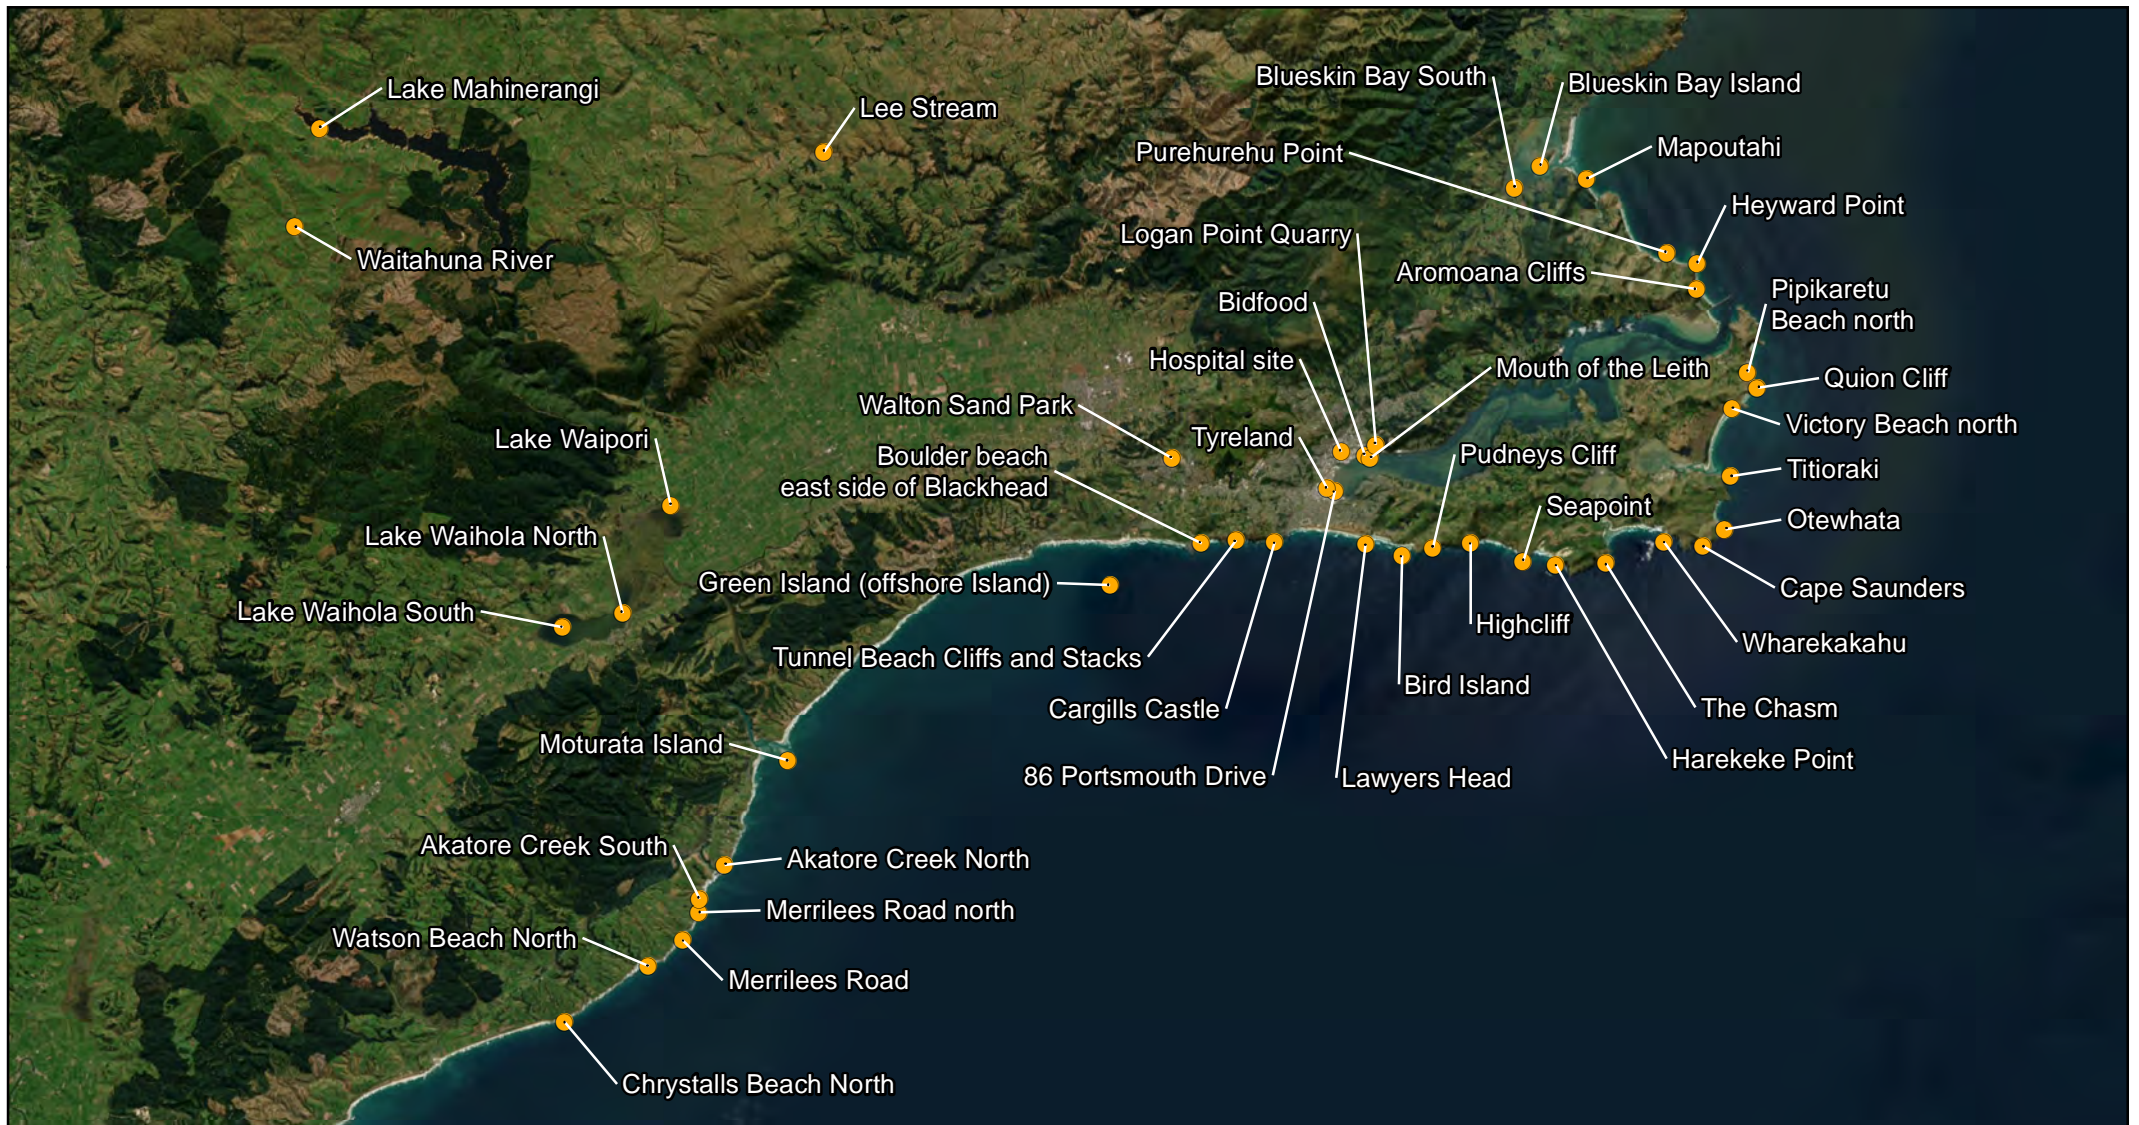 Blueskin Bay South
Blueskin Bay Island
Lake Mahinerangi
Lee Stream
Purehurehu Point
Mapoutahi
Heyward Point
Logan Point Quarry
Waitahuna River
Aromoana Cliffs
Pipikaretu
Beach north
Bidfood
Hospital site
Mouth of the Leith
Quion Cliff
Walton Sand Park
Victory Beach north
Lake Waipori
Tyreland
Boulder beach
east side of Blackhead
Pudneys Cliff
Titioraki
Seapoint
Otewhata
Lake Waihola North
Green Island (offshore Island)
Cape Saunders
Lake Waihola South
Highcliff
Wharekakahu
Tunnel Beach Cliffs and Stacks
Bird Island
Cargills Castle
The Chasm
Moturata Island
Harekeke Point
86 Portsmouth Drive
Lawyers Head
Akatore Creek South
Akatore Creek North
Merrilees Road north
Watson Beach North
Merrilees Road
Chrystalls Beach North